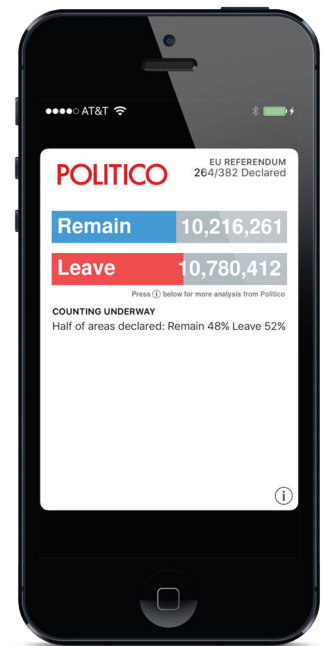 AT&T
POLITICO
EU REFERENDUM
264/382 Declared
Remain 10,216,261
Leave 10,780,412
Press ⓘ below for more analysis from Politico
COUNTING UNDERWAY
Half of areas declared: Remain 48% Leave 52%
ⓘ